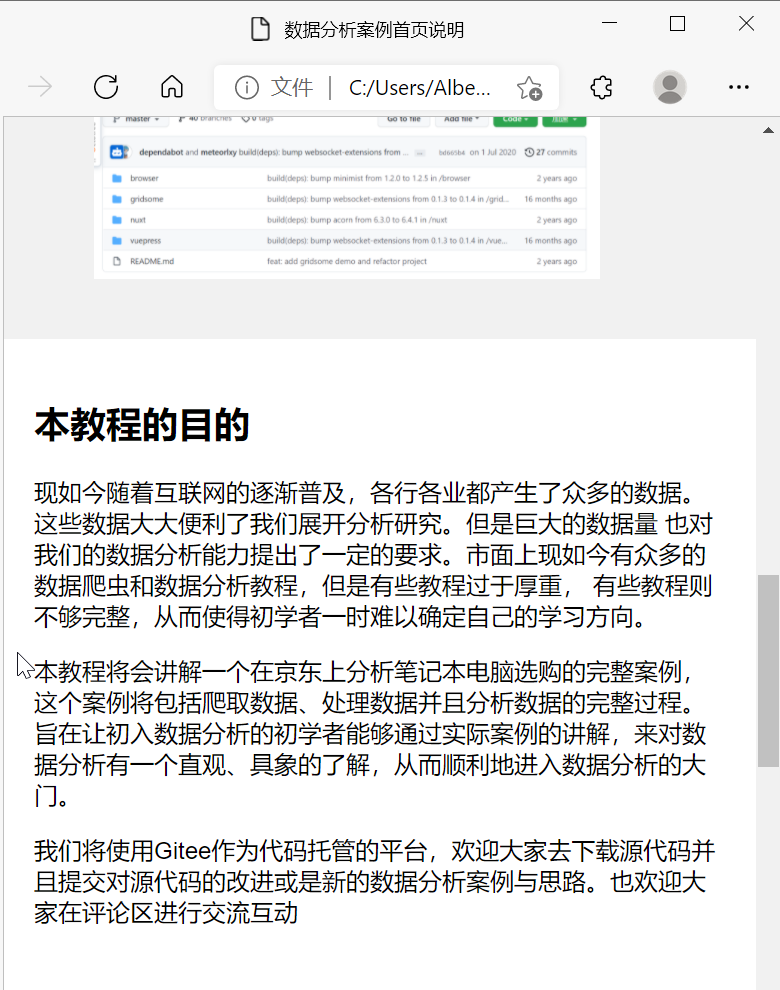 数据分析案例首页说明
文件 | C:/Users/Albe...
master 40 branches 0 tags Go to file Add file Code
dependabot and meteorlxy build(deps): bump websocket-extensions from ... on 1 Jul 2020 27 commits
browser build(deps): bump minimist from 1.2.0 to 1.2.5 in /browser 2 years ago
gridsome build(deps): bump websocket-extensions from 0.1.3 to 0.1.4 in /grid... 16 months ago
nuxt build(deps): bump acorn from 6.3.0 to 6.4.1 in /nuxt 2 years ago
vuepress build(deps): bump websocket-extensions from 0.1.3 to 0.1.4 in /vue... 16 months ago
README.md feat: add gridsome demo and refactor project 2 years ago
本教程的目的
现如今随着互联网的逐渐普及，各行各业都产生了众多的数据。
这些数据大大便利了我们展开分析研究。但是巨大的数据量 也对
我们的数据分析能力提出了一定的要求。市面上现如今有众多的
数据爬虫和数据分析教程，但是有些教程过于厚重， 有些教程则
不够完整，从而使得初学者一时难以确定自己的学习方向。
本教程将会讲解一个在京东上分析笔记本电脑选购的完整案例，
这个案例将包括爬取数据、处理数据并且分析数据的完整过程。
旨在让初入数据分析的初学者能够通过实际案例的讲解，来对数
据分析有一个直观、具象的了解，从而顺利地进入数据分析的大
门。
我们将使用Gitee作为代码托管的平台，欢迎大家去下载源代码并
且提交对源代码的改进或是新的数据分析案例与思路。也欢迎大
家在评论区进行交流互动